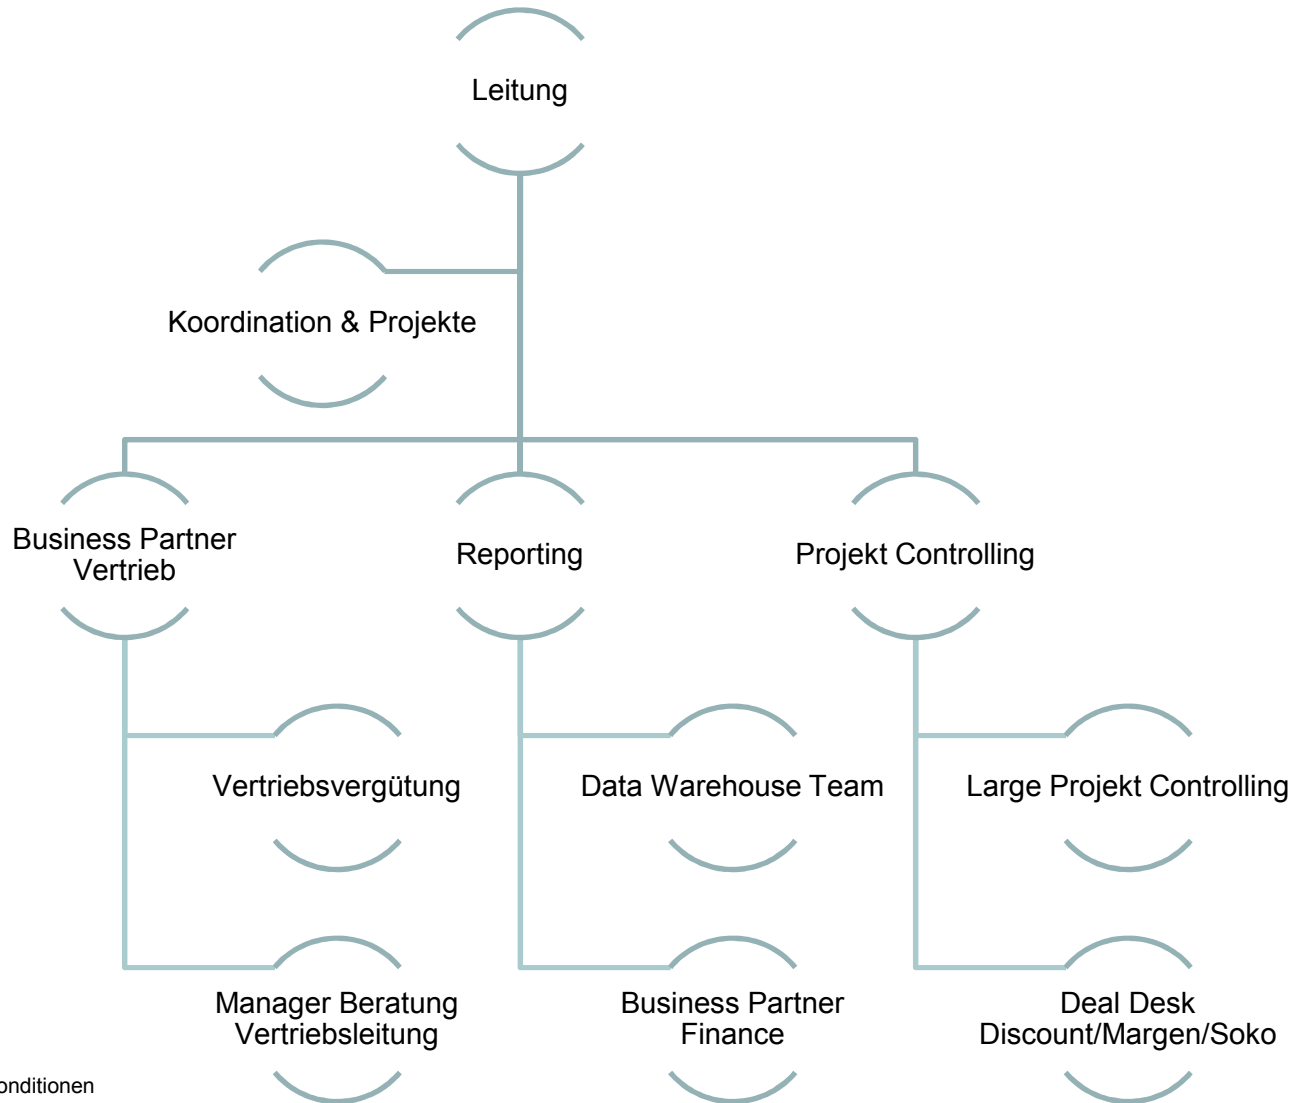 Leitung
Koordination & Projekte
Business Partner
Vertrieb
Reporting
Projekt Controlling
Vertriebsvergütung
Data Warehouse Team
Large Projekt Controlling
Manager Beratung
Vertriebsleitung
Business Partner
Finance
Deal Desk
Discount/Margen/Soko
onditionen